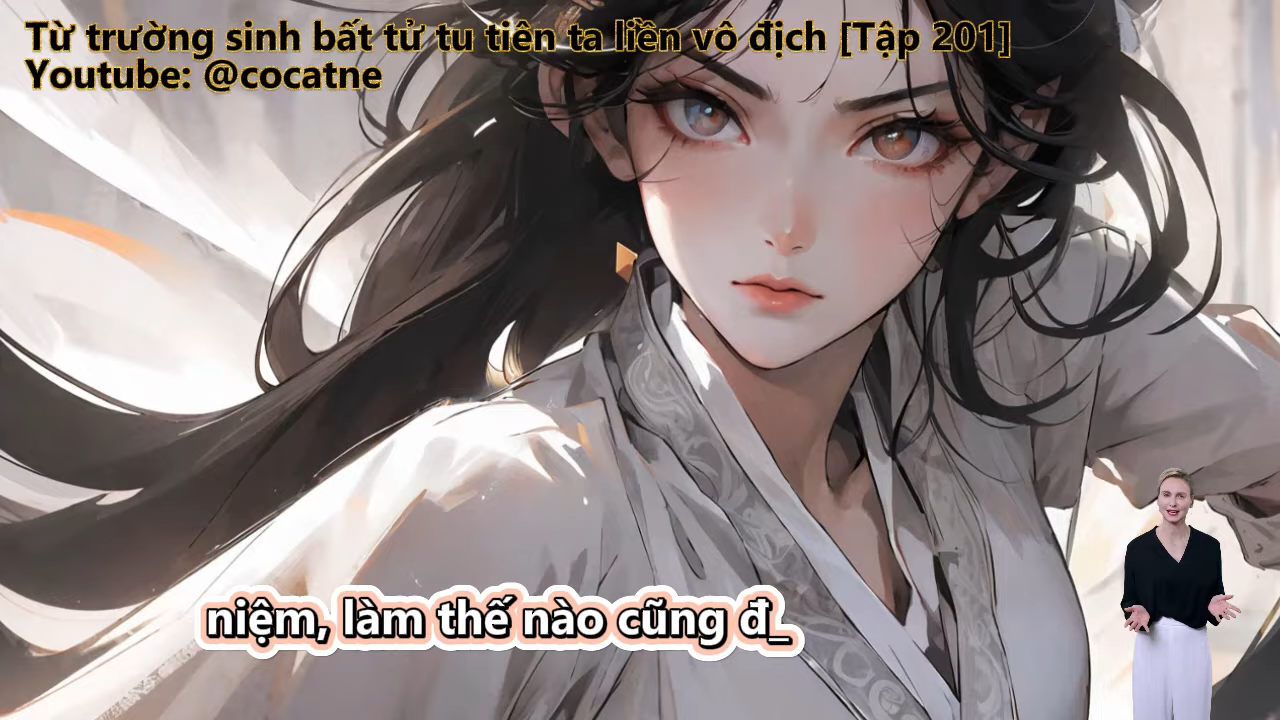 Từ trường sinh bất tử tu tiên ta liền vô địch [Tập 201]
Youtube: @cocatne
niệm, làm thế nào cũng đ_